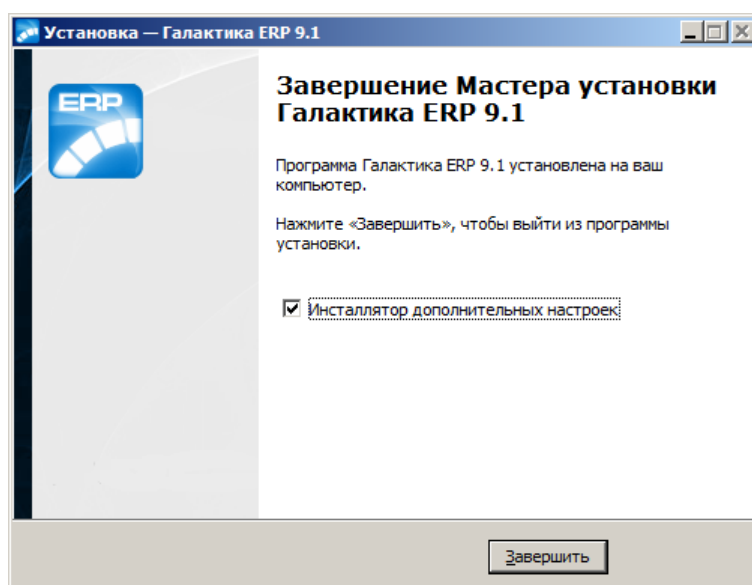 Установка — Галактика ERP 9.1
ERP
Завершение Мастера установки
Галактика ERP 9.1
Программа Галактика ERP 9.1 установлена на ваш
компьютер.
Нажмите «Завершить», чтобы выйти из программы
установки.
Инсталлятор дополнительных настроек
Завершить